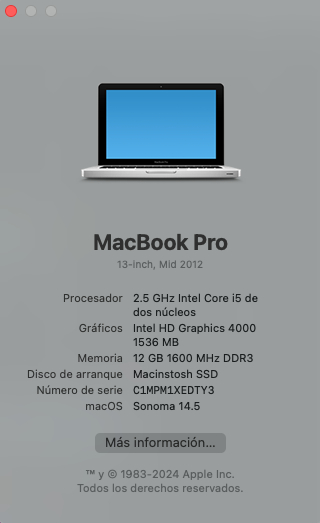 MacBook Pro
13-inch, Mid 2012
Procesador 2.5 GHz Intel Core i5 de
dos núcleos
Gráficos Intel HD Graphics 4000
1536 MB
Memoria 12 GB 1600 MHz DDR3
Disco de arranque Macinstosh SSD
Número de serie C1MPM1XEDTY3
macOS Sonoma 14.5
Más información...
™ y © 1983-2024 Apple Inc.
Todos los derechos reservados.